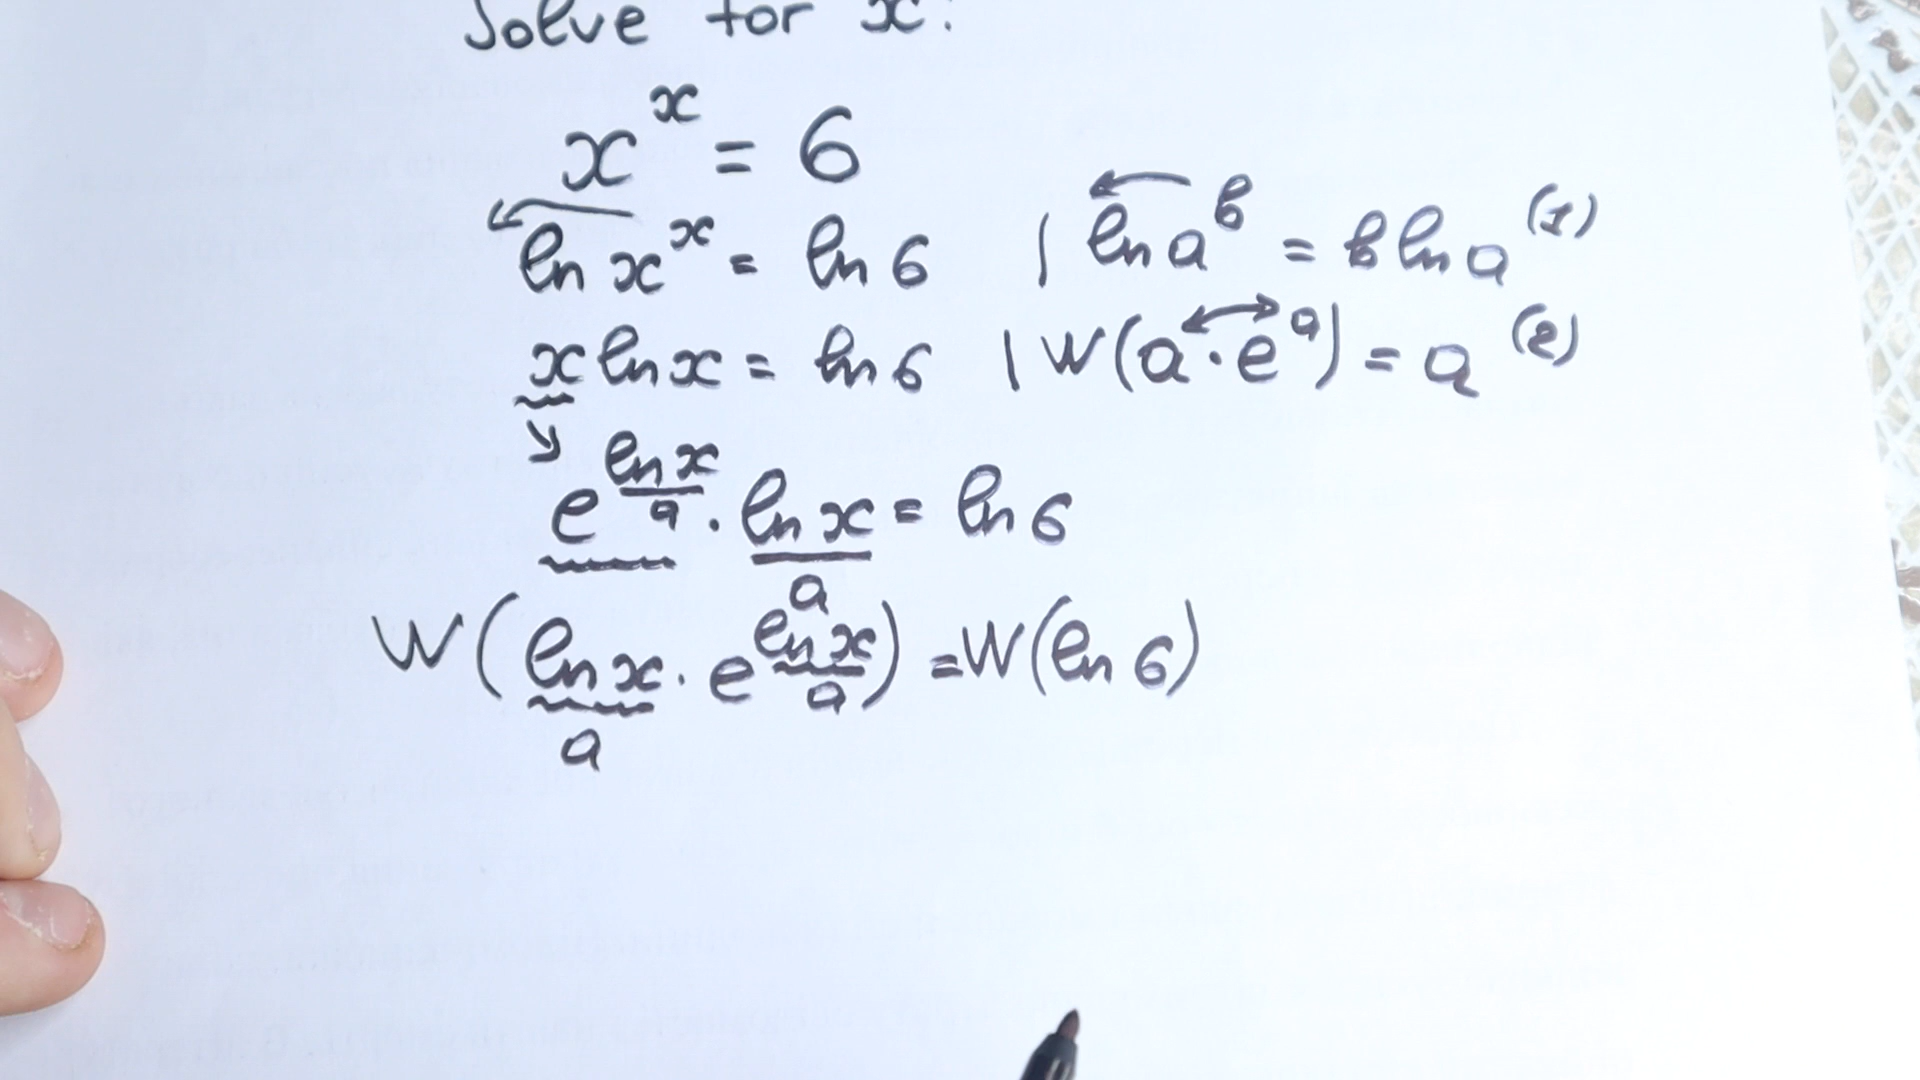 Solve for x:
x^x = 6
ln x^x = ln 6 | ln a^b = b ln a (1)
x ln x = ln 6 | W(a · e^a) = a (2)
e^(ln x) · ln x = ln 6
a a
W(ln x · e^(ln x)) = W(ln 6)
a a